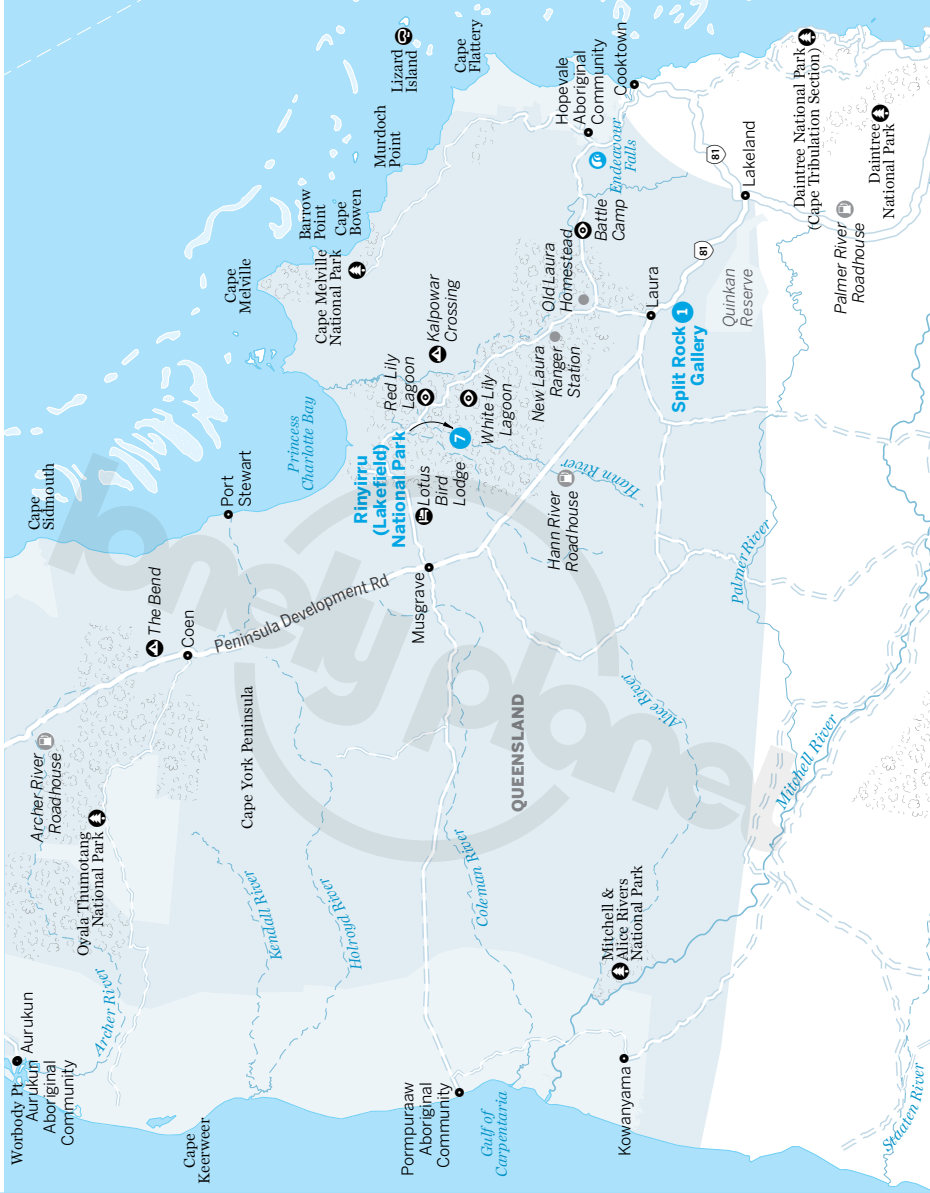 Worbody Pt
Aurukun
Aurukun
Aboriginal
Community
Archer River
Oyala Thumotang
National Park
Archer River
Roadhouse
The Bend
Coen
Cape
Sidmouth
Cape
Keerweer
Kendall River
Holroyd River
Cape York Peninsula
Peninsula Development Rd
Port
Stewart
Princess
Charlotte Bay
Cape
Melville
Barrow
Point
Cape
Bowen
Cape Melville
National Park
Murdoch
Point
Lizard
Island
Cape
Flattery
Pormpuraaw
Aboriginal
Community
Gulf of
Carpentaria
Coleman River
QUEENSLAND
lonely planet
Musgrave
Rinyirru
(Lakefield)
National Park
7
Lotus
Bird
Lodge
Red Lily
Lagoon
White Lily
Lagoon
Kalpowar
Crossing
New Laura
Ranger
Station
Old Laura
Homestead
Battle
Camp
Hopevale
Aboriginal
Community
Endeavour
Falls
Cooktown
Hann River
Roadhouse
Hann River
Laura
Split Rock
Gallery
1
Quinkan
Reserve
81
81
Lakeland
Kowanyama
Mitchell &
Alice Rivers
National Park
Alice River
Palmer River
Mitchell River
Staaten River
Palmer River
Roadhouse
Daintree National Park
(Cape Tribulation Section)
Daintree
National Park